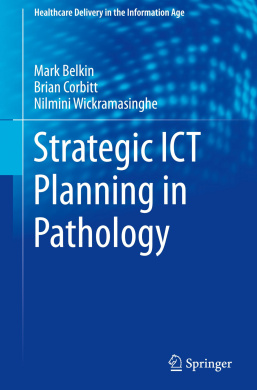 Healthcare Delivery in the Information Age
Mark Belkin
Brian Corbitt
Nilmini Wickramasinghe
Strategic ICT
Planning in
Pathology
Springer